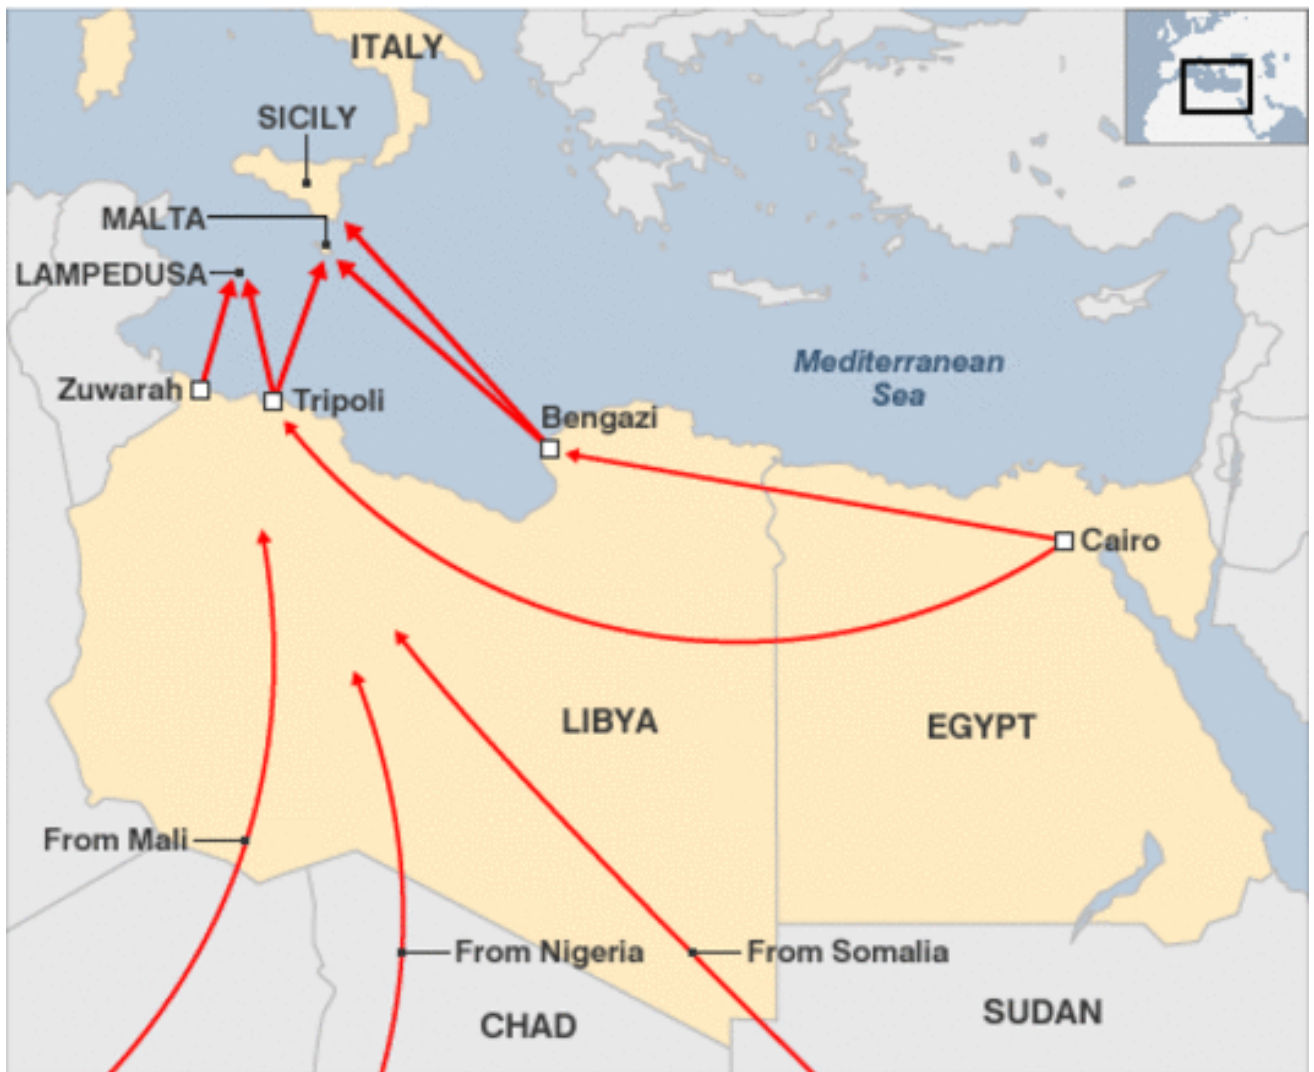 ITALY
SICILY
MALTA
LAMPEDUSA
Mediterranean
Sea
Zuwarah
Tripoli
Bengazi
Cairo
LIBYA
EGYPT
From Mali
From Nigeria
From Somalia
CHAD
SUDAN